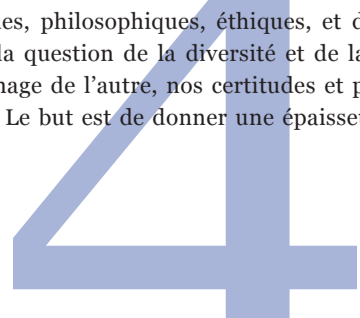 es, philosophiques, éthiques, et d
la question de la diversité et de la
nage de l’autre, nos certitudes et p
Le but est de donner une épaisseu
4